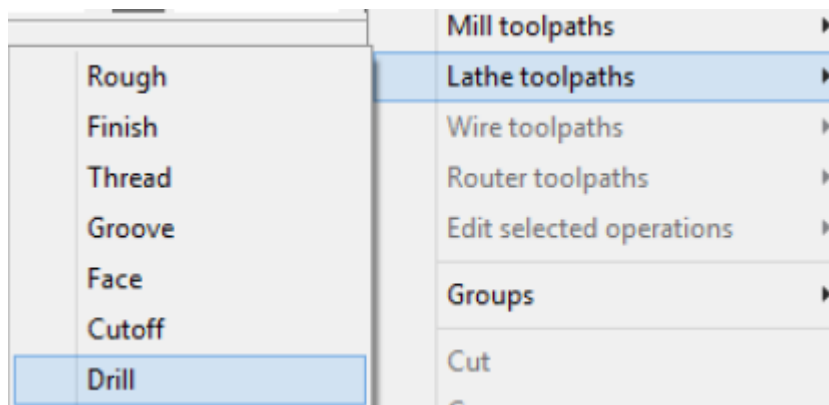 Mill toolpaths
Lathe toolpaths
Wire toolpaths
Router toolpaths
Edit selected operations
Groups
Cut
Rough
Finish
Thread
Groove
Face
Cutoff
Drill